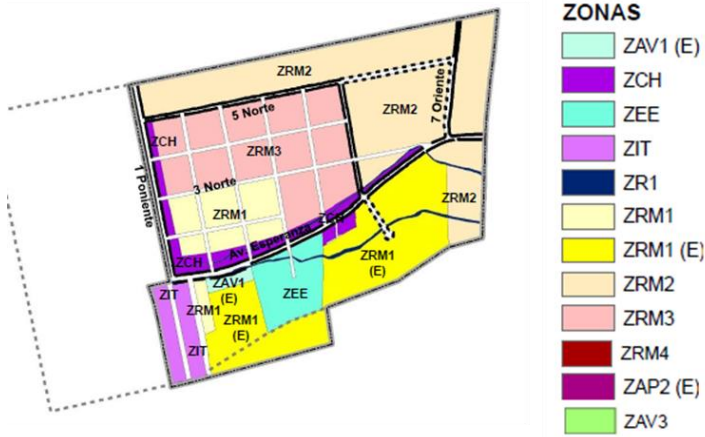 ZRM2
5 Norte
7 Oriente
ZRM2
ZCH
ZRM3
3 Norte
1 Poniente
ZRM1
ZRM2
ZCH
Av. Esperanza
ZCH
ZRM1
(E)
ZIT
ZAV1
(E)
ZEE
ZRM1
ZRM1
(E)
ZIT
ZONAS
ZAV1 (E)
ZCH
ZEE
ZIT
ZR1
ZRM1
ZRM1 (E)
ZRM2
ZRM3
ZRM4
ZAP2 (E)
ZAV3